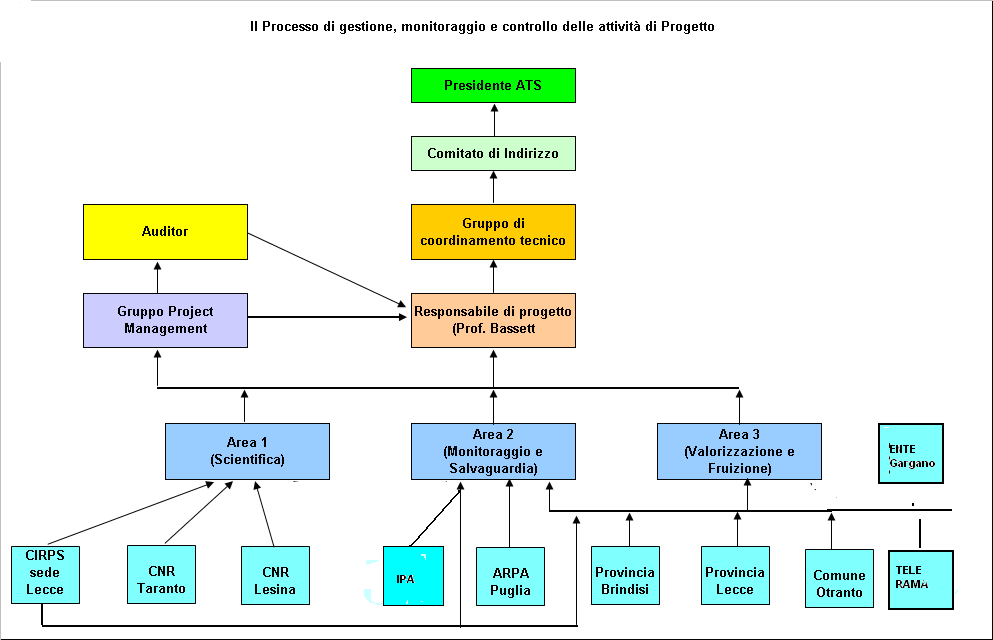 Il Processo di gestione, monitoraggio e controllo delle attività di Progetto
Presidente ATS
Comitato di Indirizzo
Auditor
Gruppo di
coordinamento tecnico
Gruppo Project
Management
Responsabile di progetto
(Prof. Bassett
Area 1
(Scientifica)
Area 2
(Monitoraggio e
Salvaguardia)
Area 3
(Valorizzazione e
Fruizione)
ENTE
Gargano
CIRPS
sede
Lecce
CNR
Taranto
CNR
Lesina
IPA
ARPA
Puglia
Provincia
Brindisi
Provincia
Lecce
Comune
Otranto
TELE
RAMA